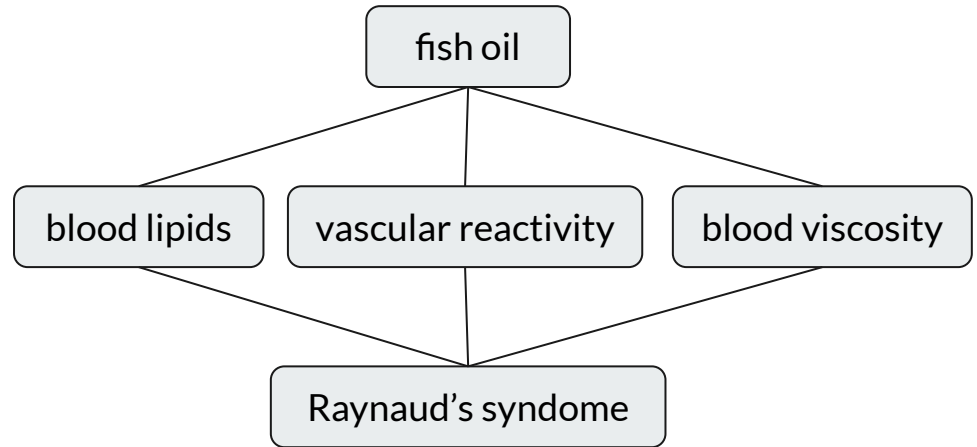 fish oil
blood lipids
vascular reactivity
blood viscosity
Raynaud’s syndome